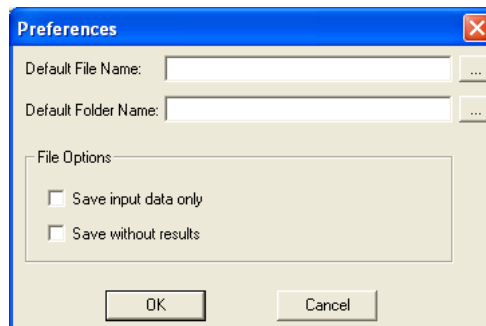 Preferences
Default File Name: ...
Default Folder Name: ...
File Options
Save input data only
Save without results
OK Cancel